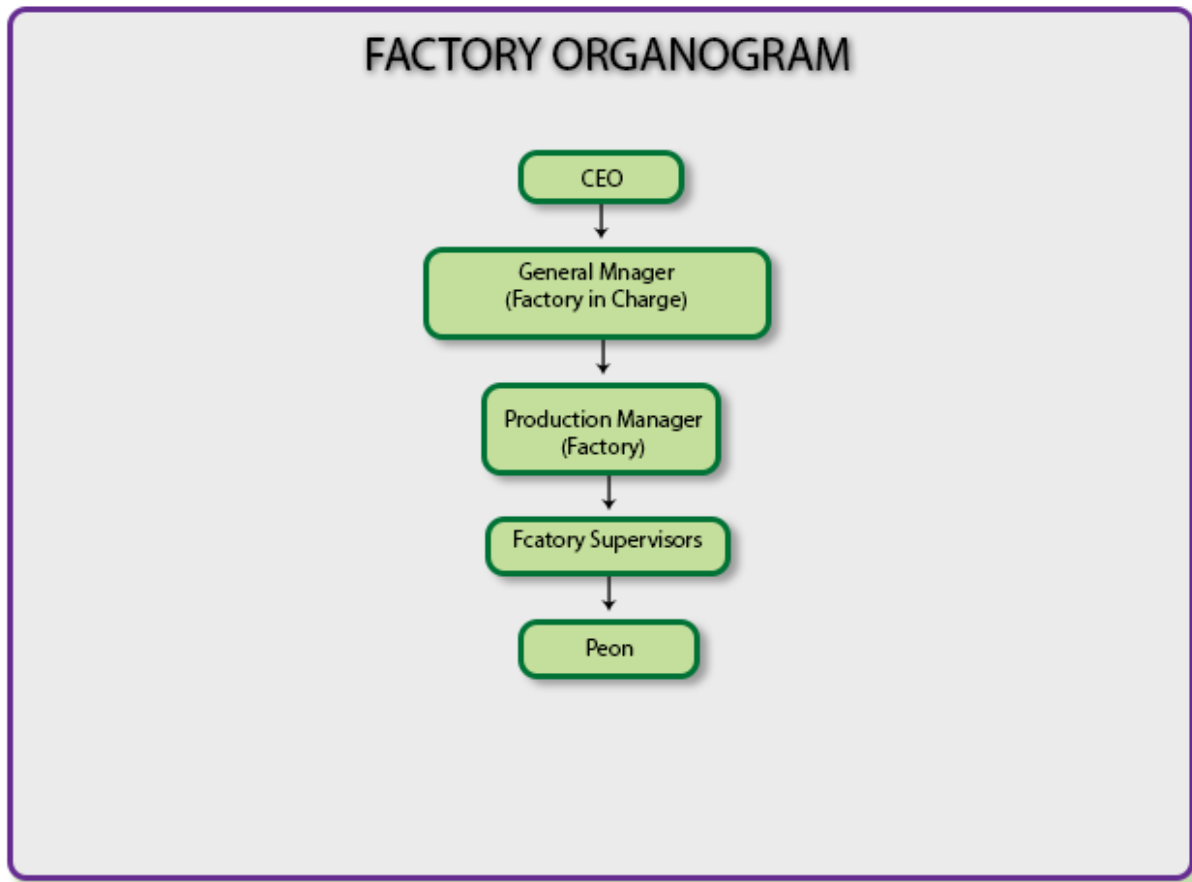 FACTORY ORGANOGRAM
CEO
General Mnager
(Factory in Charge)
Production Manager
(Factory)
Fcatory Supervisors
Peon